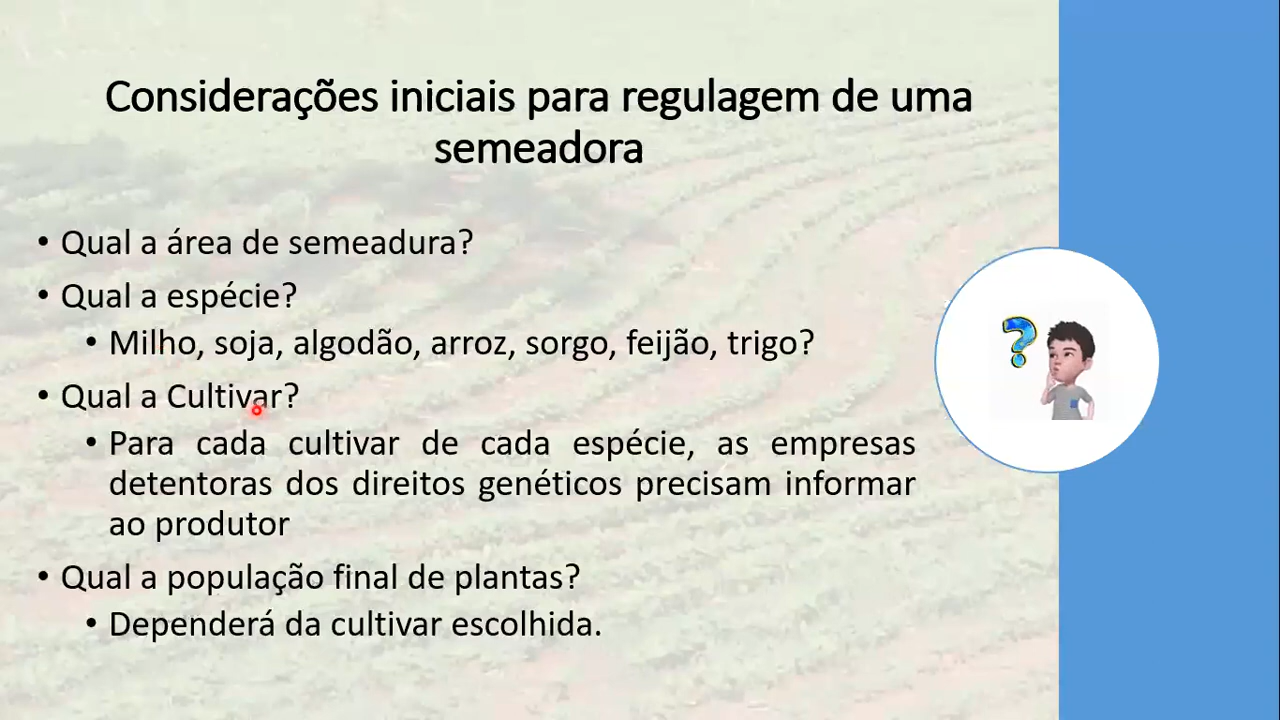 Considerações iniciais para regulagem de uma
semeadora
• Qual a área de semeadura?
• Qual a espécie?
• Milho, soja, algodão, arroz, sorgo, feijão, trigo?
• Qual a Cultivar?
• Para cada cultivar de cada espécie, as empresas
detentoras dos direitos genéticos precisam informar
ao produtor
• Qual a população final de plantas?
• Dependerá da cultivar escolhida.
?